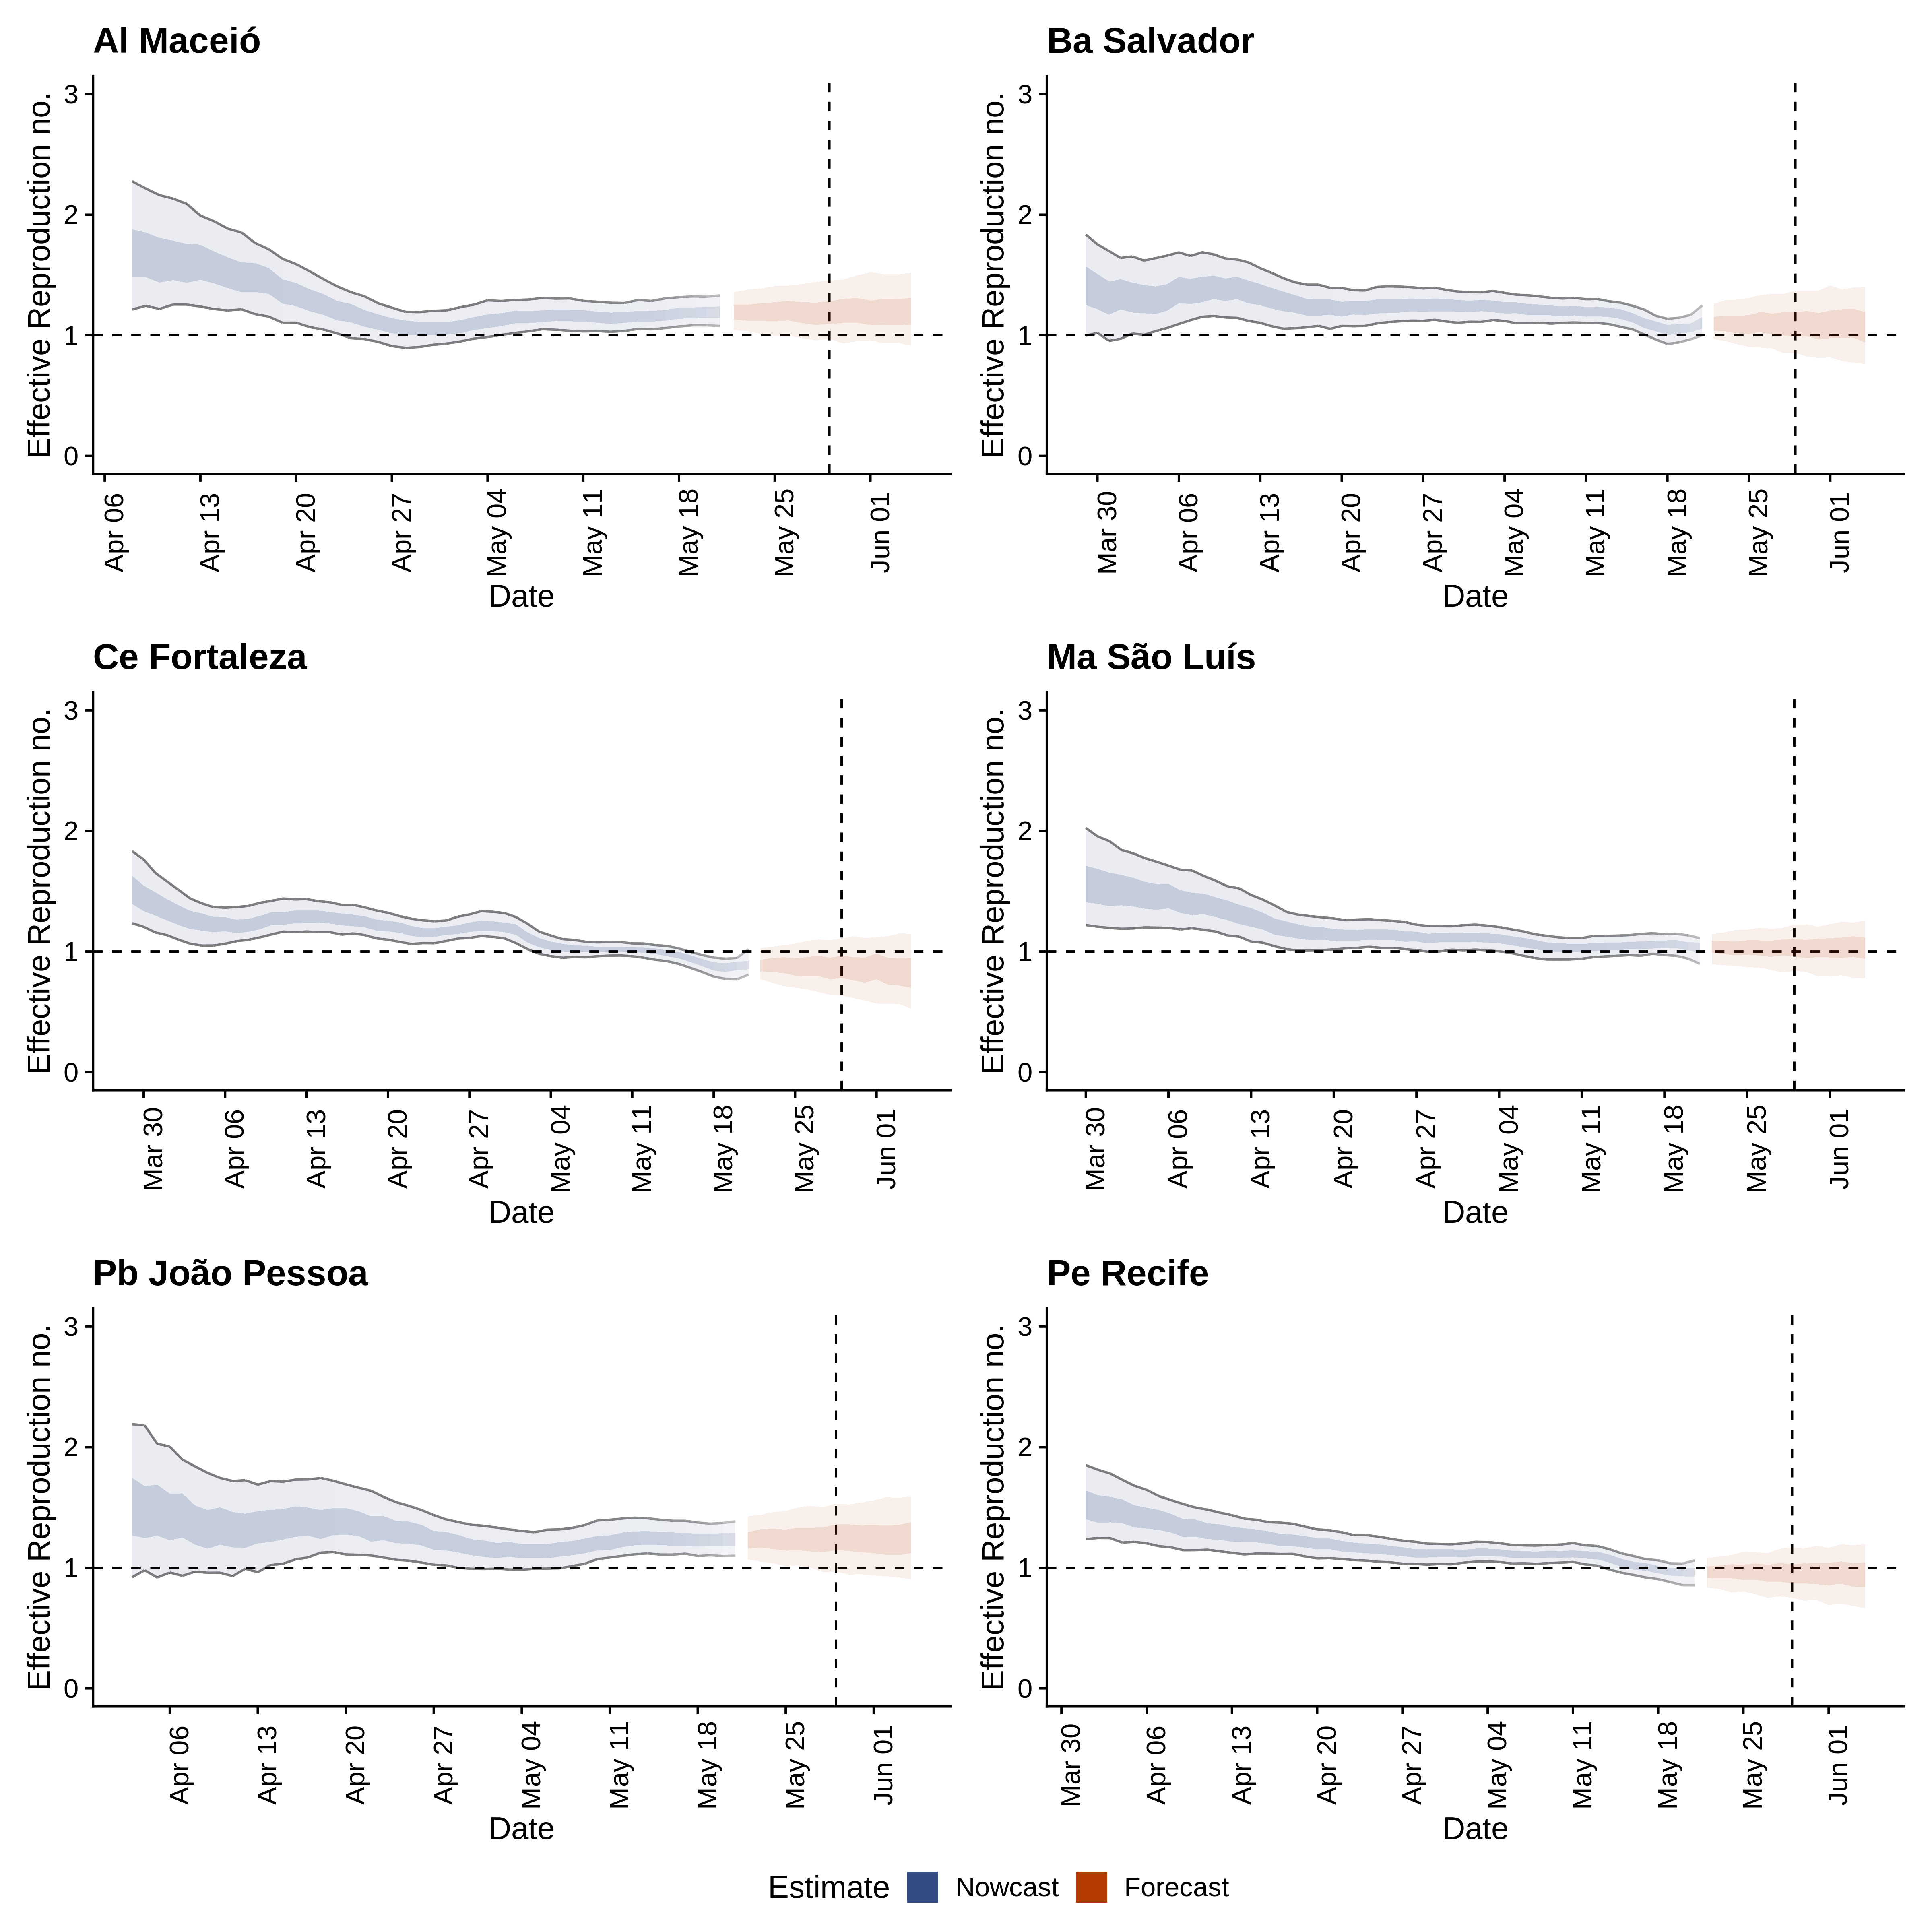 Al Maceió
Effective Reproduction no.
3
2
1
0
Apr 06
Apr 13
Apr 20
Apr 27
May 04
May 11
May 18
May 25
Jun 01
Date
Ba Salvador
Effective Reproduction no.
3
2
1
0
Mar 30
Apr 06
Apr 13
Apr 20
Apr 27
May 04
May 11
May 18
May 25
Jun 01
Date
Ce Fortaleza
Effective Reproduction no.
3
2
1
0
Mar 30
Apr 06
Apr 13
Apr 20
Apr 27
May 04
May 11
May 18
May 25
Jun 01
Date
Ma São Luís
Effective Reproduction no.
3
2
1
0
Mar 30
Apr 06
Apr 13
Apr 20
Apr 27
May 04
May 11
May 18
May 25
Jun 01
Date
Pb João Pessoa
Effective Reproduction no.
3
2
1
0
Apr 06
Apr 13
Apr 20
Apr 27
May 04
May 11
May 18
May 25
Jun 01
Date
Pe Recife
Effective Reproduction no.
3
2
1
0
Mar 30
Apr 06
Apr 13
Apr 20
Apr 27
May 04
May 11
May 18
May 25
Jun 01
Date
Estimate Nowcast Forecast